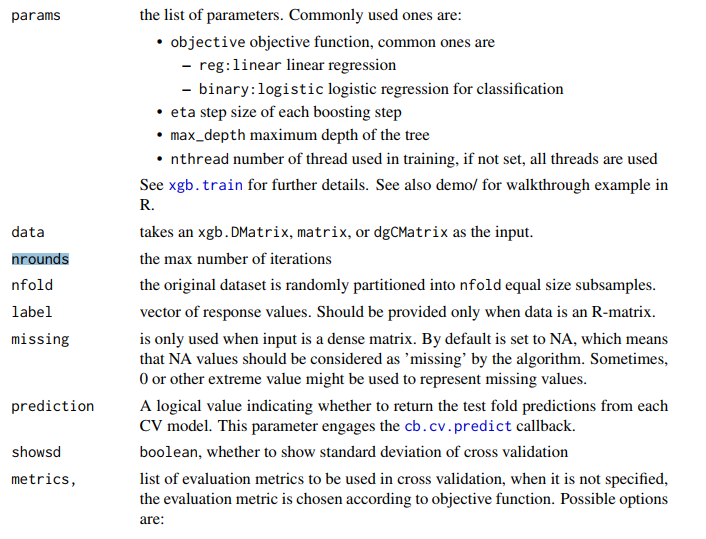 params the list of parameters. Commonly used ones are:
• objective objective function, common ones are
– reg:linear linear regression
– binary:logistic logistic regression for classification
• eta step size of each boosting step
• max_depth maximum depth of the tree
• nthread number of thread used in training, if not set, all threads are used
See xgb.train for further details. See also demo/ for walkthrough example in
R.
data takes an xgb.DMatrix, matrix, or dgCMatrix as the input.
nrounds the max number of iterations
nfold the original dataset is randomly partitioned into nfold equal size subsamples.
label vector of response values. Should be provided only when data is an R-matrix.
missing is only used when input is a dense matrix. By default is set to NA, which means
that NA values should be considered as 'missing' by the algorithm. Sometimes,
0 or other extreme value might be used to represent missing values.
prediction A logical value indicating whether to return the test fold predictions from each
CV model. This parameter engages the cb.cv.predict callback.
showsd boolean, whether to show standard deviation of cross validation
metrics, list of evaluation metrics to be used in cross validation, when it is not specified,
the evaluation metric is chosen according to objective function. Possible options
are: